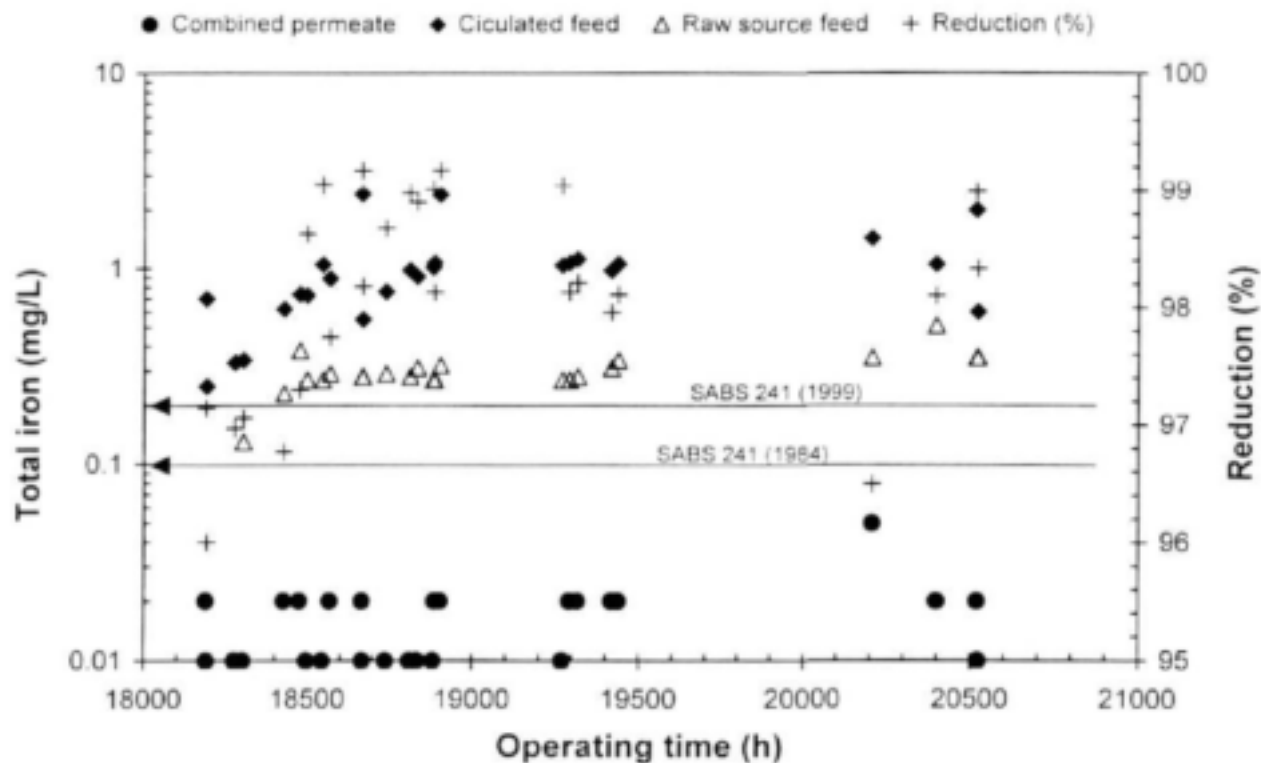 Combined permeate Ciculated feed Raw source feed Reduction (%)
10
1
0.1
0.01
Total iron (mg/L)
100
99
98
97
96
95
Reduction (%)
SABS 241 (1999)
SABS 241 (1984)
18000 18500 19000 19500 20000 20500 21000
Operating time (h)